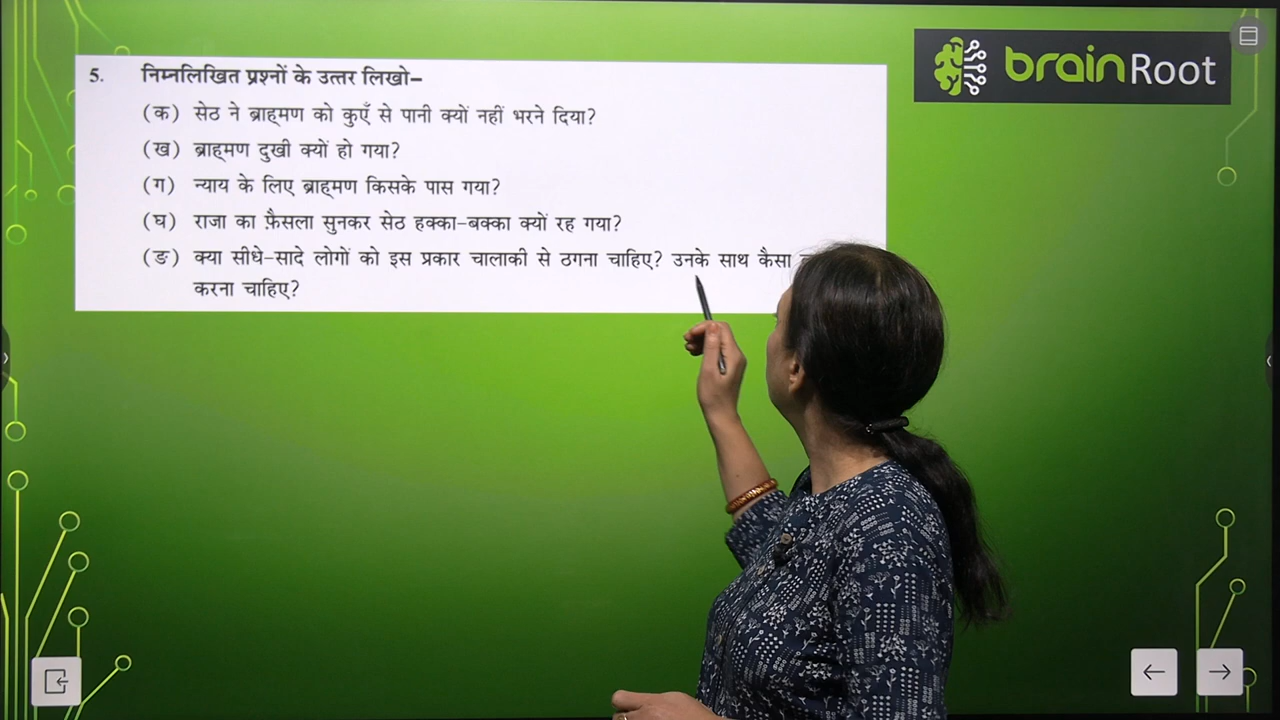 brainRoot
5. निम्नलिखित प्रश्नों के उत्तर लिखो–
(क) सेठ ने ब्राह्मण को कुएँ से पानी क्यों नहीं भरने दिया?
(ख) ब्राह्मण दुखी क्यों हो गया?
(ग) न्याय के लिए ब्राह्मण किसके पास गया?
(घ) राजा का फ़ैसला सुनकर सेठ हक्का-बक्का क्यों रह गया?
(ङ) क्या सीधे-सादे लोगों को इस प्रकार चालाकी से ठगना चाहिए? उनके साथ कैसा
करना चाहिए?